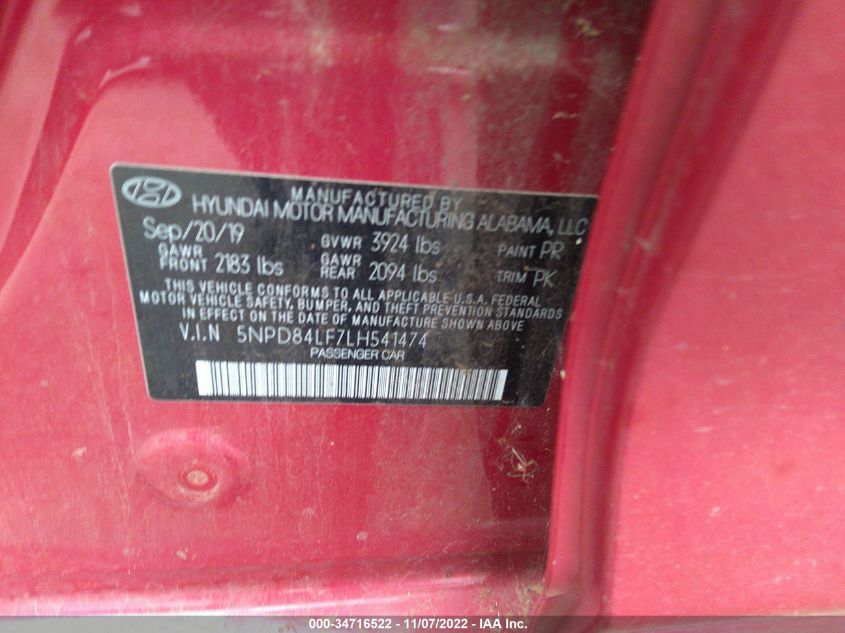 MANUFACTURED BY
HYUNDAI MOTOR MANUFACTURING ALABAMA, LLC
Sep/20/19 GVWR 3924 lbs PAINT PR
GAWR FRONT 2183 lbs GAWR REAR 2094 lbs TRIM PK
THIS VEHICLE CONFORMS TO ALL APPLICABLE U.S.A. FEDERAL
MOTOR VEHICLE SAFETY, BUMPER, AND THEFT PREVENTION STANDARDS
IN EFFECT ON THE DATE OF MANUFACTURE SHOWN ABOVE
V.I.N 5NPD84LF7LH541474
PASSENGER CAR
000-34716522 - 11/07/2022 - IAA Inc.